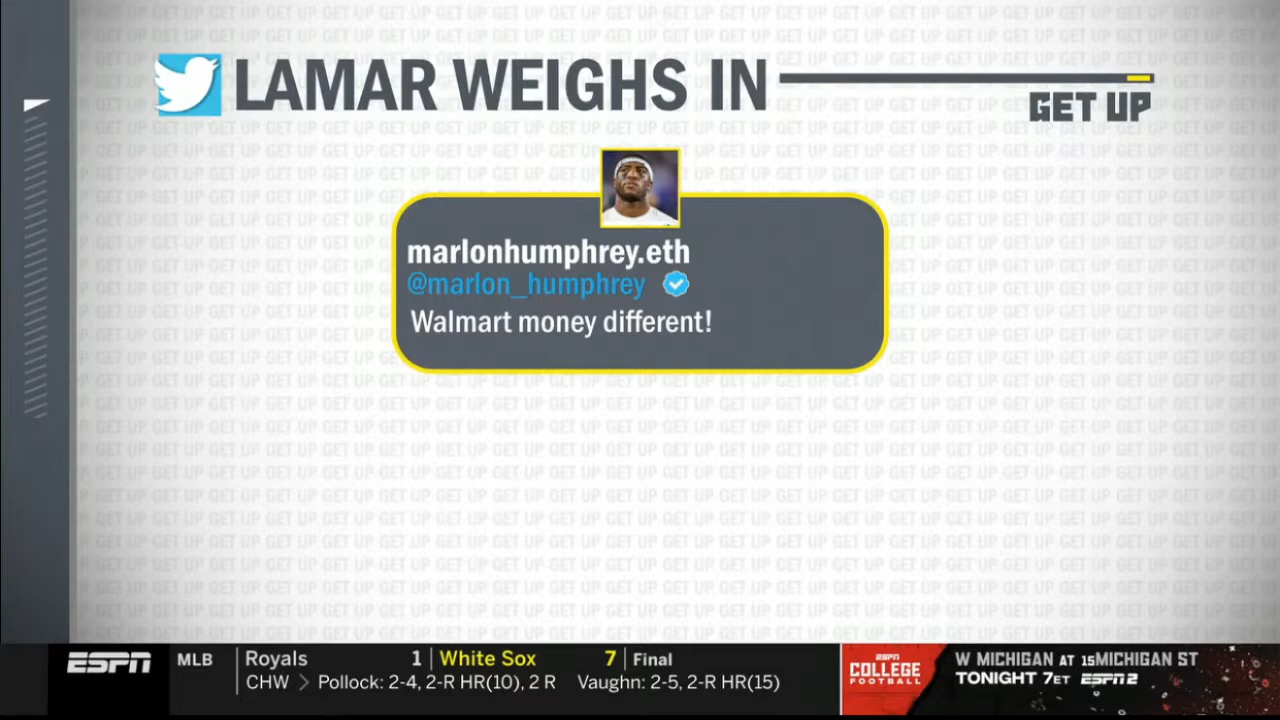 LAMAR WEIGHS IN
GET UP
marlonhumphrey.eth
@marlon_humphrey
Walmart money different!
ESPN MLB Royals 1 White Sox 7 Final
CHW > Pollock: 2-4, 2-R HR(10), 2 R Vaughn: 2-5, 2-R HR(15)
ESPN COLLEGE FOOTBALL
W MICHIGAN AT 15 MICHIGAN ST
TONIGHT 7ET ESPN2